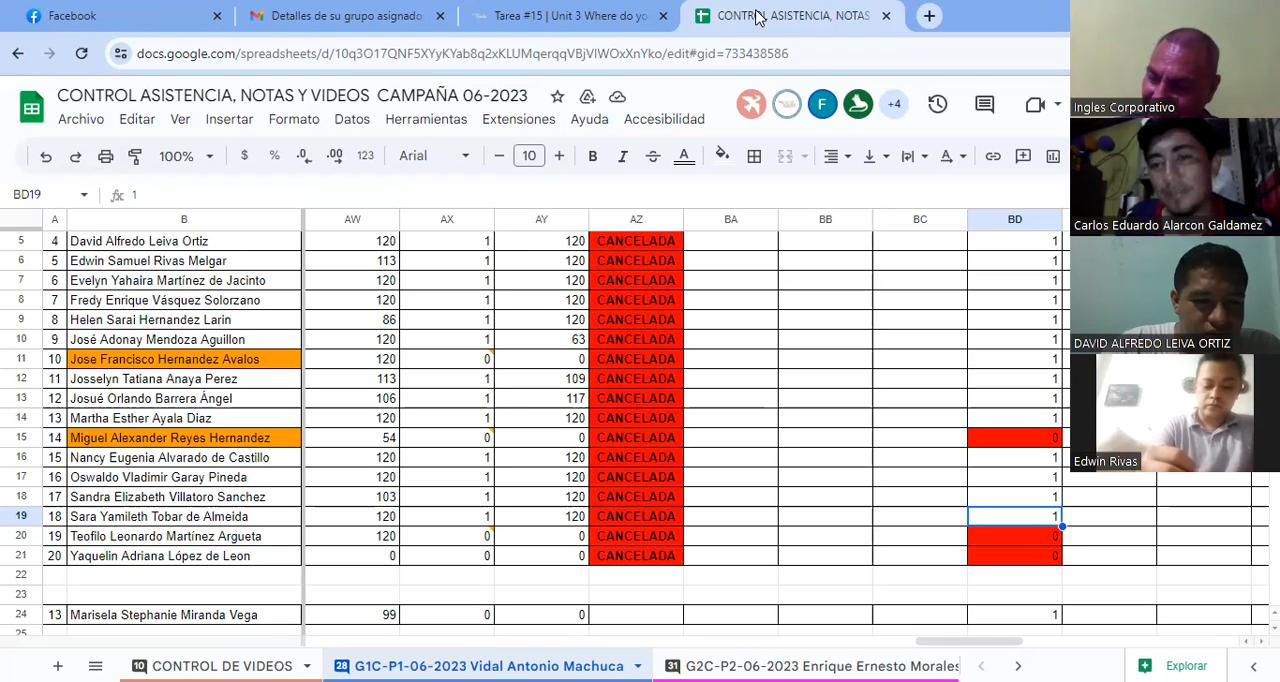 Facebook Detalles de su grupo asignado Tarea #15 | Unit 3 Where do yo CONTROL ASISTENCIA, NOTAS
docs.google.com/spreadsheets/d/10q3O17QNF5XYyKYab8q2xKLUMqerqqVBjVlWOxXnYko/edit#gid=733438586
CONTROL ASISTENCIA, NOTAS Y VIDEOS CAMPAÑA 06-2023
Archivo Editar Ver Insertar Formato Datos Herramientas Extensiones Ayuda Accesibilidad
F +4
100% $ % .0 .00 123 Arial − 10 + B I A
BD19 fx 1
A B AW AX AY AZ BA BB BC BD
5 4 David Alfredo Leiva Ortiz 120 1 120 CANCELADA 1
6 5 Edwin Samuel Rivas Melgar 113 1 120 CANCELADA 1
7 6 Evelyn Yahaira Martínez de Jacinto 120 1 120 CANCELADA 1
8 7 Fredy Enrique Vásquez Solorzano 120 1 120 CANCELADA 1
9 8 Helen Sarai Hernandez Larin 86 1 120 CANCELADA 1
10 9 José Adonay Mendoza Aguillon 120 1 63 CANCELADA 1
11 10 Jose Francisco Hernandez Avalos 120 0 0 CANCELADA 1
12 11 Josselyn Tatiana Anaya Perez 113 1 109 CANCELADA 1
13 12 Josué Orlando Barrera Ángel 106 1 117 CANCELADA 1
14 13 Martha Esther Ayala Diaz 120 1 120 CANCELADA 1
15 14 Miguel Alexander Reyes Hernandez 54 0 0 CANCELADA 0
16 15 Nancy Eugenia Alvarado de Castillo 120 1 120 CANCELADA 1
17 16 Oswaldo Vladimir Garay Pineda 120 1 120 CANCELADA 1
18 17 Sandra Elizabeth Villatoro Sanchez 103 1 120 CANCELADA 1
19 18 Sara Yamileth Tobar de Almeida 120 1 120 CANCELADA 1
20 19 Teofilo Leonardo Martínez Argueta 120 0 0 CANCELADA 0
21 20 Yaquelin Adriana López de Leon 0 0 0 CANCELADA 0
22
23
24 13 Marisela Stephanie Miranda Vega 99 0 0 1
25
10 CONTROL DE VIDEOS 28 G1C-P1-06-2023 Vidal Antonio Machuca 31 G2C-P2-06-2023 Enrique Ernesto Morales Explorar
Ingles Corporativo
Carlos Eduardo Alarcon Galdamez
DAVID ALFREDO LEIVA ORTIZ
Edwin Rivas